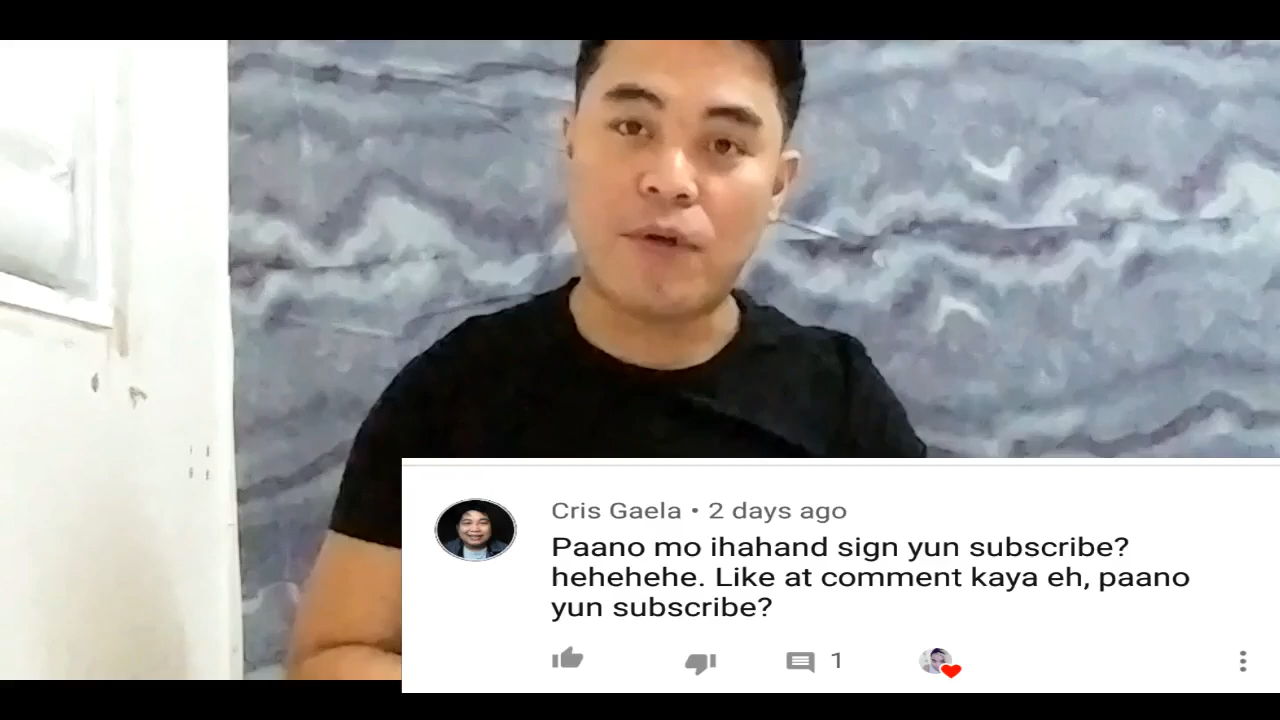 Cris Gaela • 2 days ago
Paano mo ihahand sign yun subscribe?
hehehehe. Like at comment kaya eh, paano
yun subscribe?
1